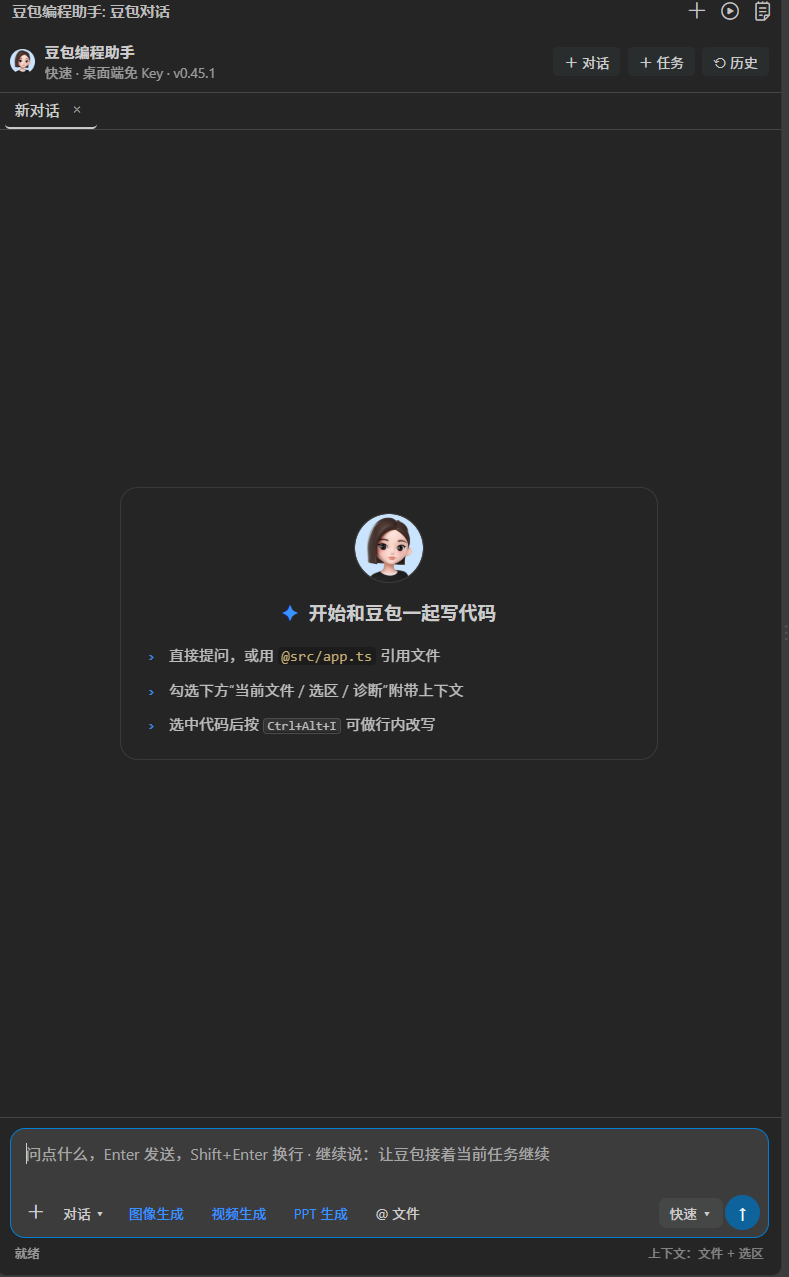 豆包编程助手: 豆包对话
豆包编程助手
快速 · 桌面端免 Key · v0.45.1
+ 对话 + 任务 历史
新对话 ×
开始和豆包一起写代码
› 直接提问，或用 @src/app.ts 引用文件
› 勾选下方“当前文件 / 选区 / 诊断”附带上下文
› 选中代码后按 Ctrl+Alt+I 可做行内改写
问点什么，Enter 发送，Shift+Enter 换行 · 继续说：让豆包接着当前任务继续
+ 对话 图像生成 视频生成 PPT 生成 @ 文件 快速
就绪 上下文：文件 + 选区